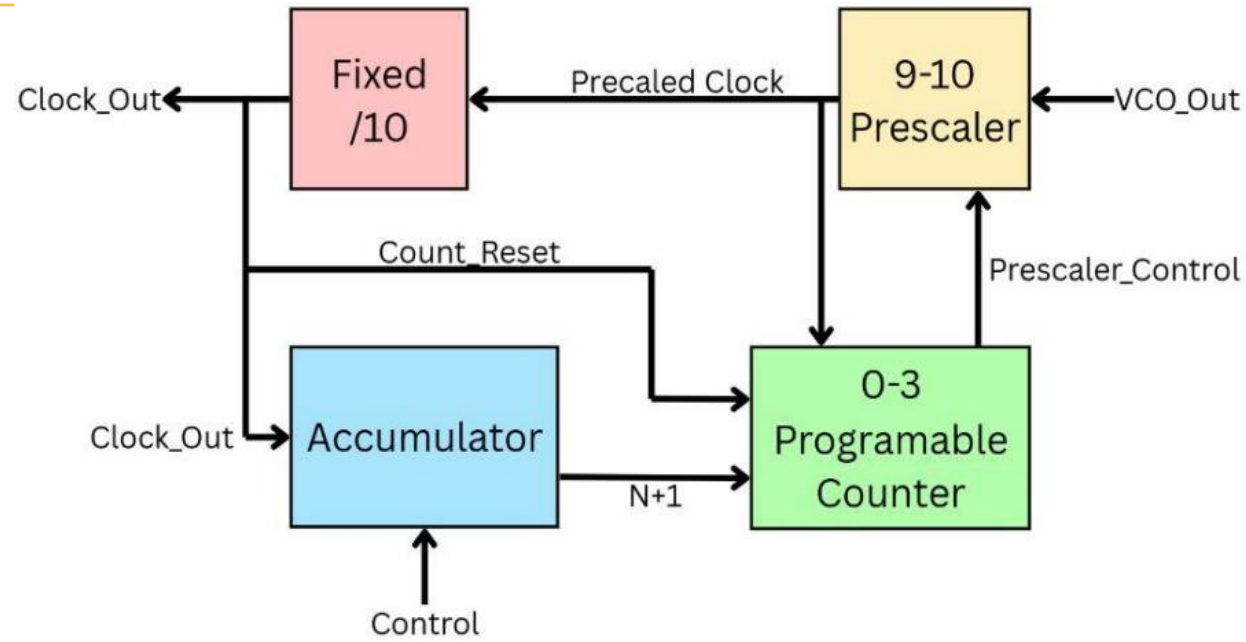 Fixed
/10
9-10
Prescaler
Clock_Out
Precaled Clock
VCO_Out
Count_Reset
Prescaler_Control
0-3
Programable
Counter
Clock_Out
Accumulator
N+1
Control